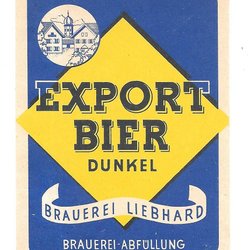 EXPORT
BIER
DUNKEL
BRAUEREI LIEBHARD
BRAUEREI-ABFÜLLUNG